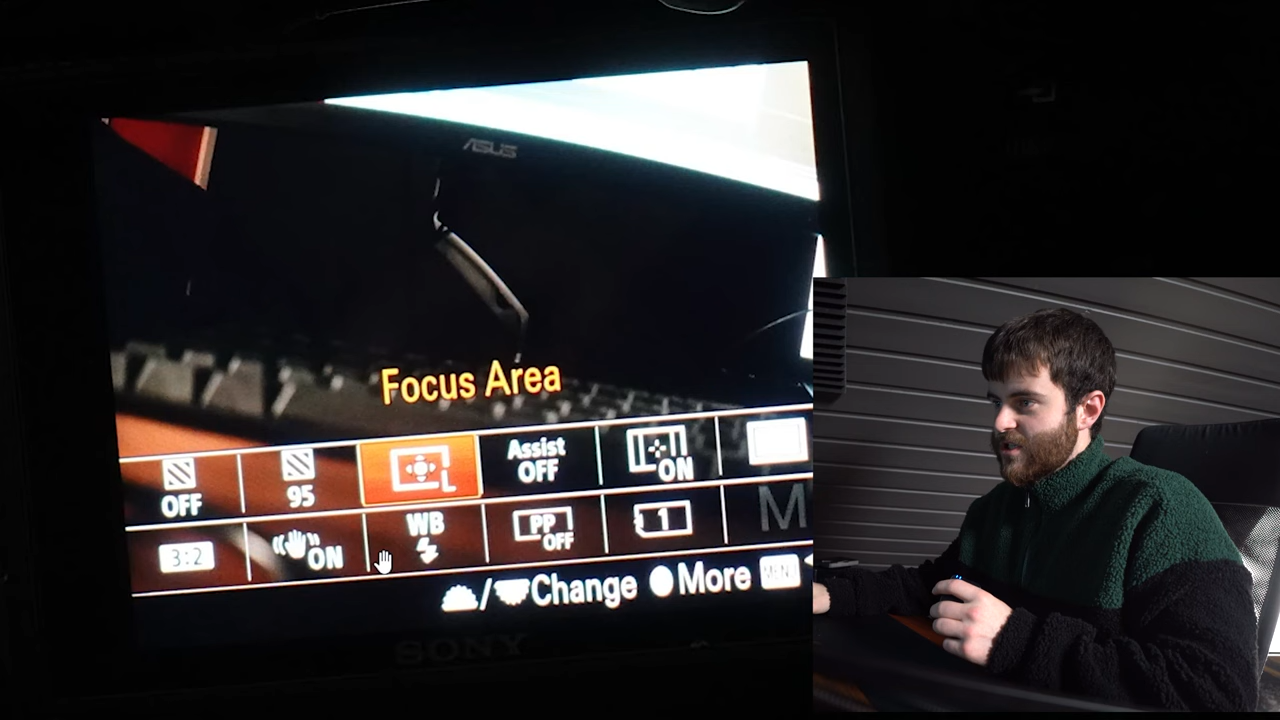 ASUS
Focus Area
OFF
95
L
Assist
OFF
ON
3:2
ON
WB
PP
OFF
1
M
/ Change More MENU
SONY